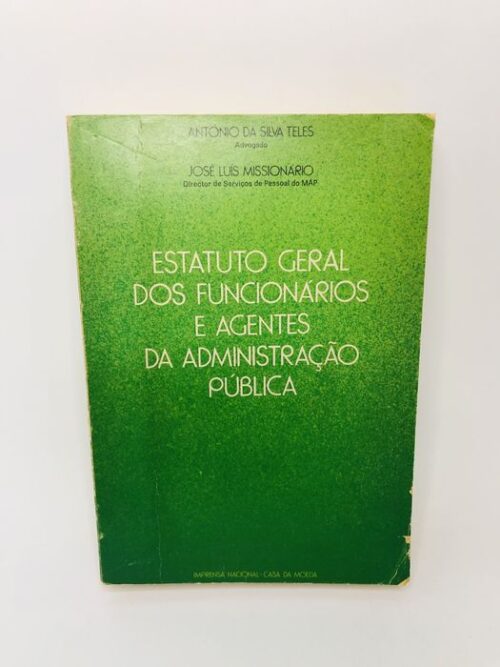 ANTÓNIO DA SILVA TELES
Advogado
JOSÉ LUÍS MISSIONÁRIO
Director de Serviços de Pessoal do MAP
ESTATUTO GERAL
DOS FUNCIONÁRIOS
E AGENTES
DA ADMINISTRAÇÃO
PÚBLICA
IMPRENSA NACIONAL - CASA DA MOEDA